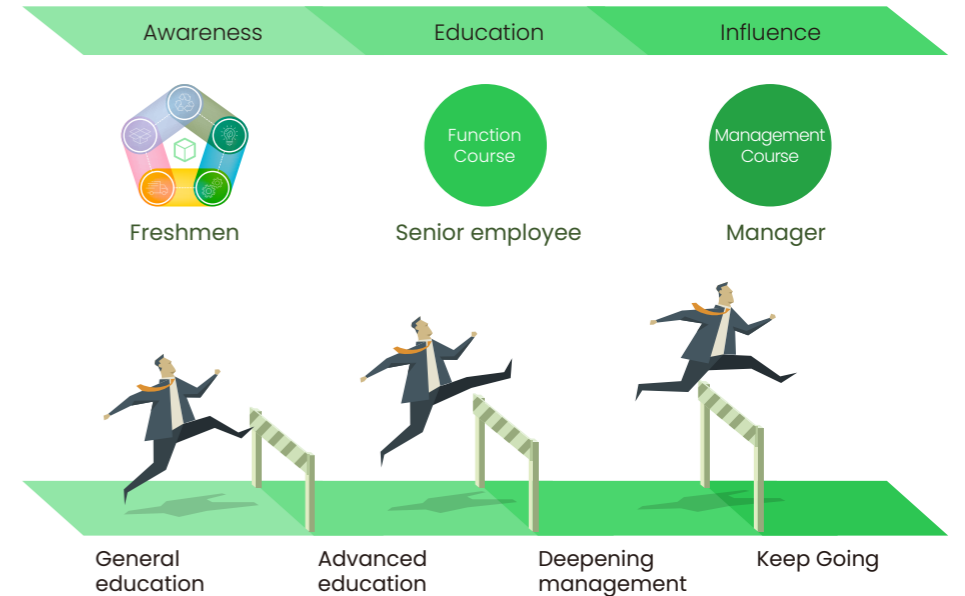 Awareness
Education
Influence
Function
Course
Management
Course
Freshmen
Senior employee
Manager
General
education
Advanced
education
Deepening
management
Keep Going